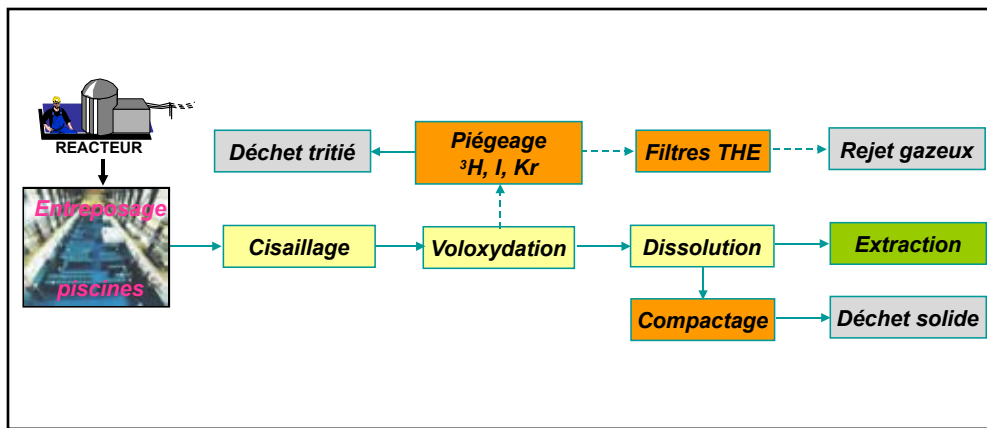 REACTEUR
Entreposage
piscines
Déchet tritié
Piégeage
³H, I, Kr
Filtres THE
Rejet gazeux
Cisaillage
Voloxydation
Dissolution
Extraction
Compactage
Déchet solide